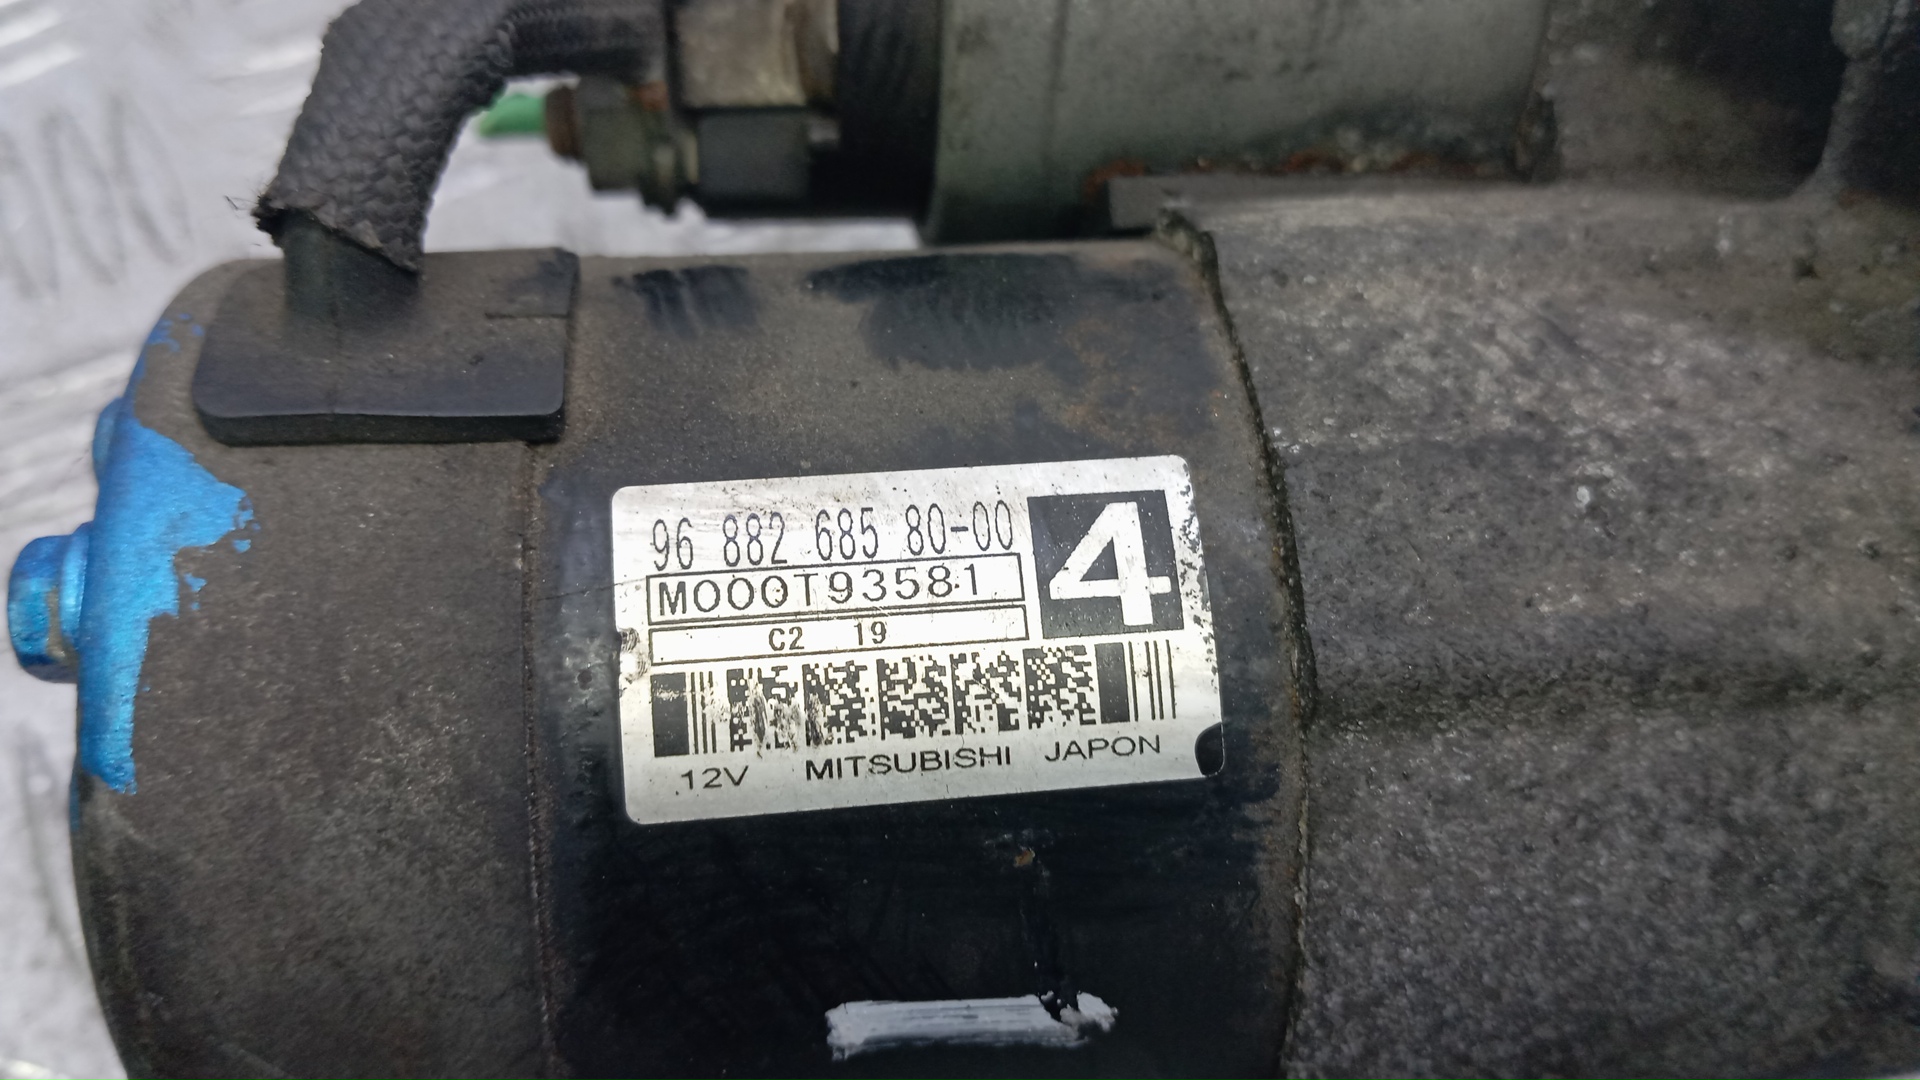 96 882 685 80-00
4
M000T93581
C2 19
12V MITSUBISHI JAPON